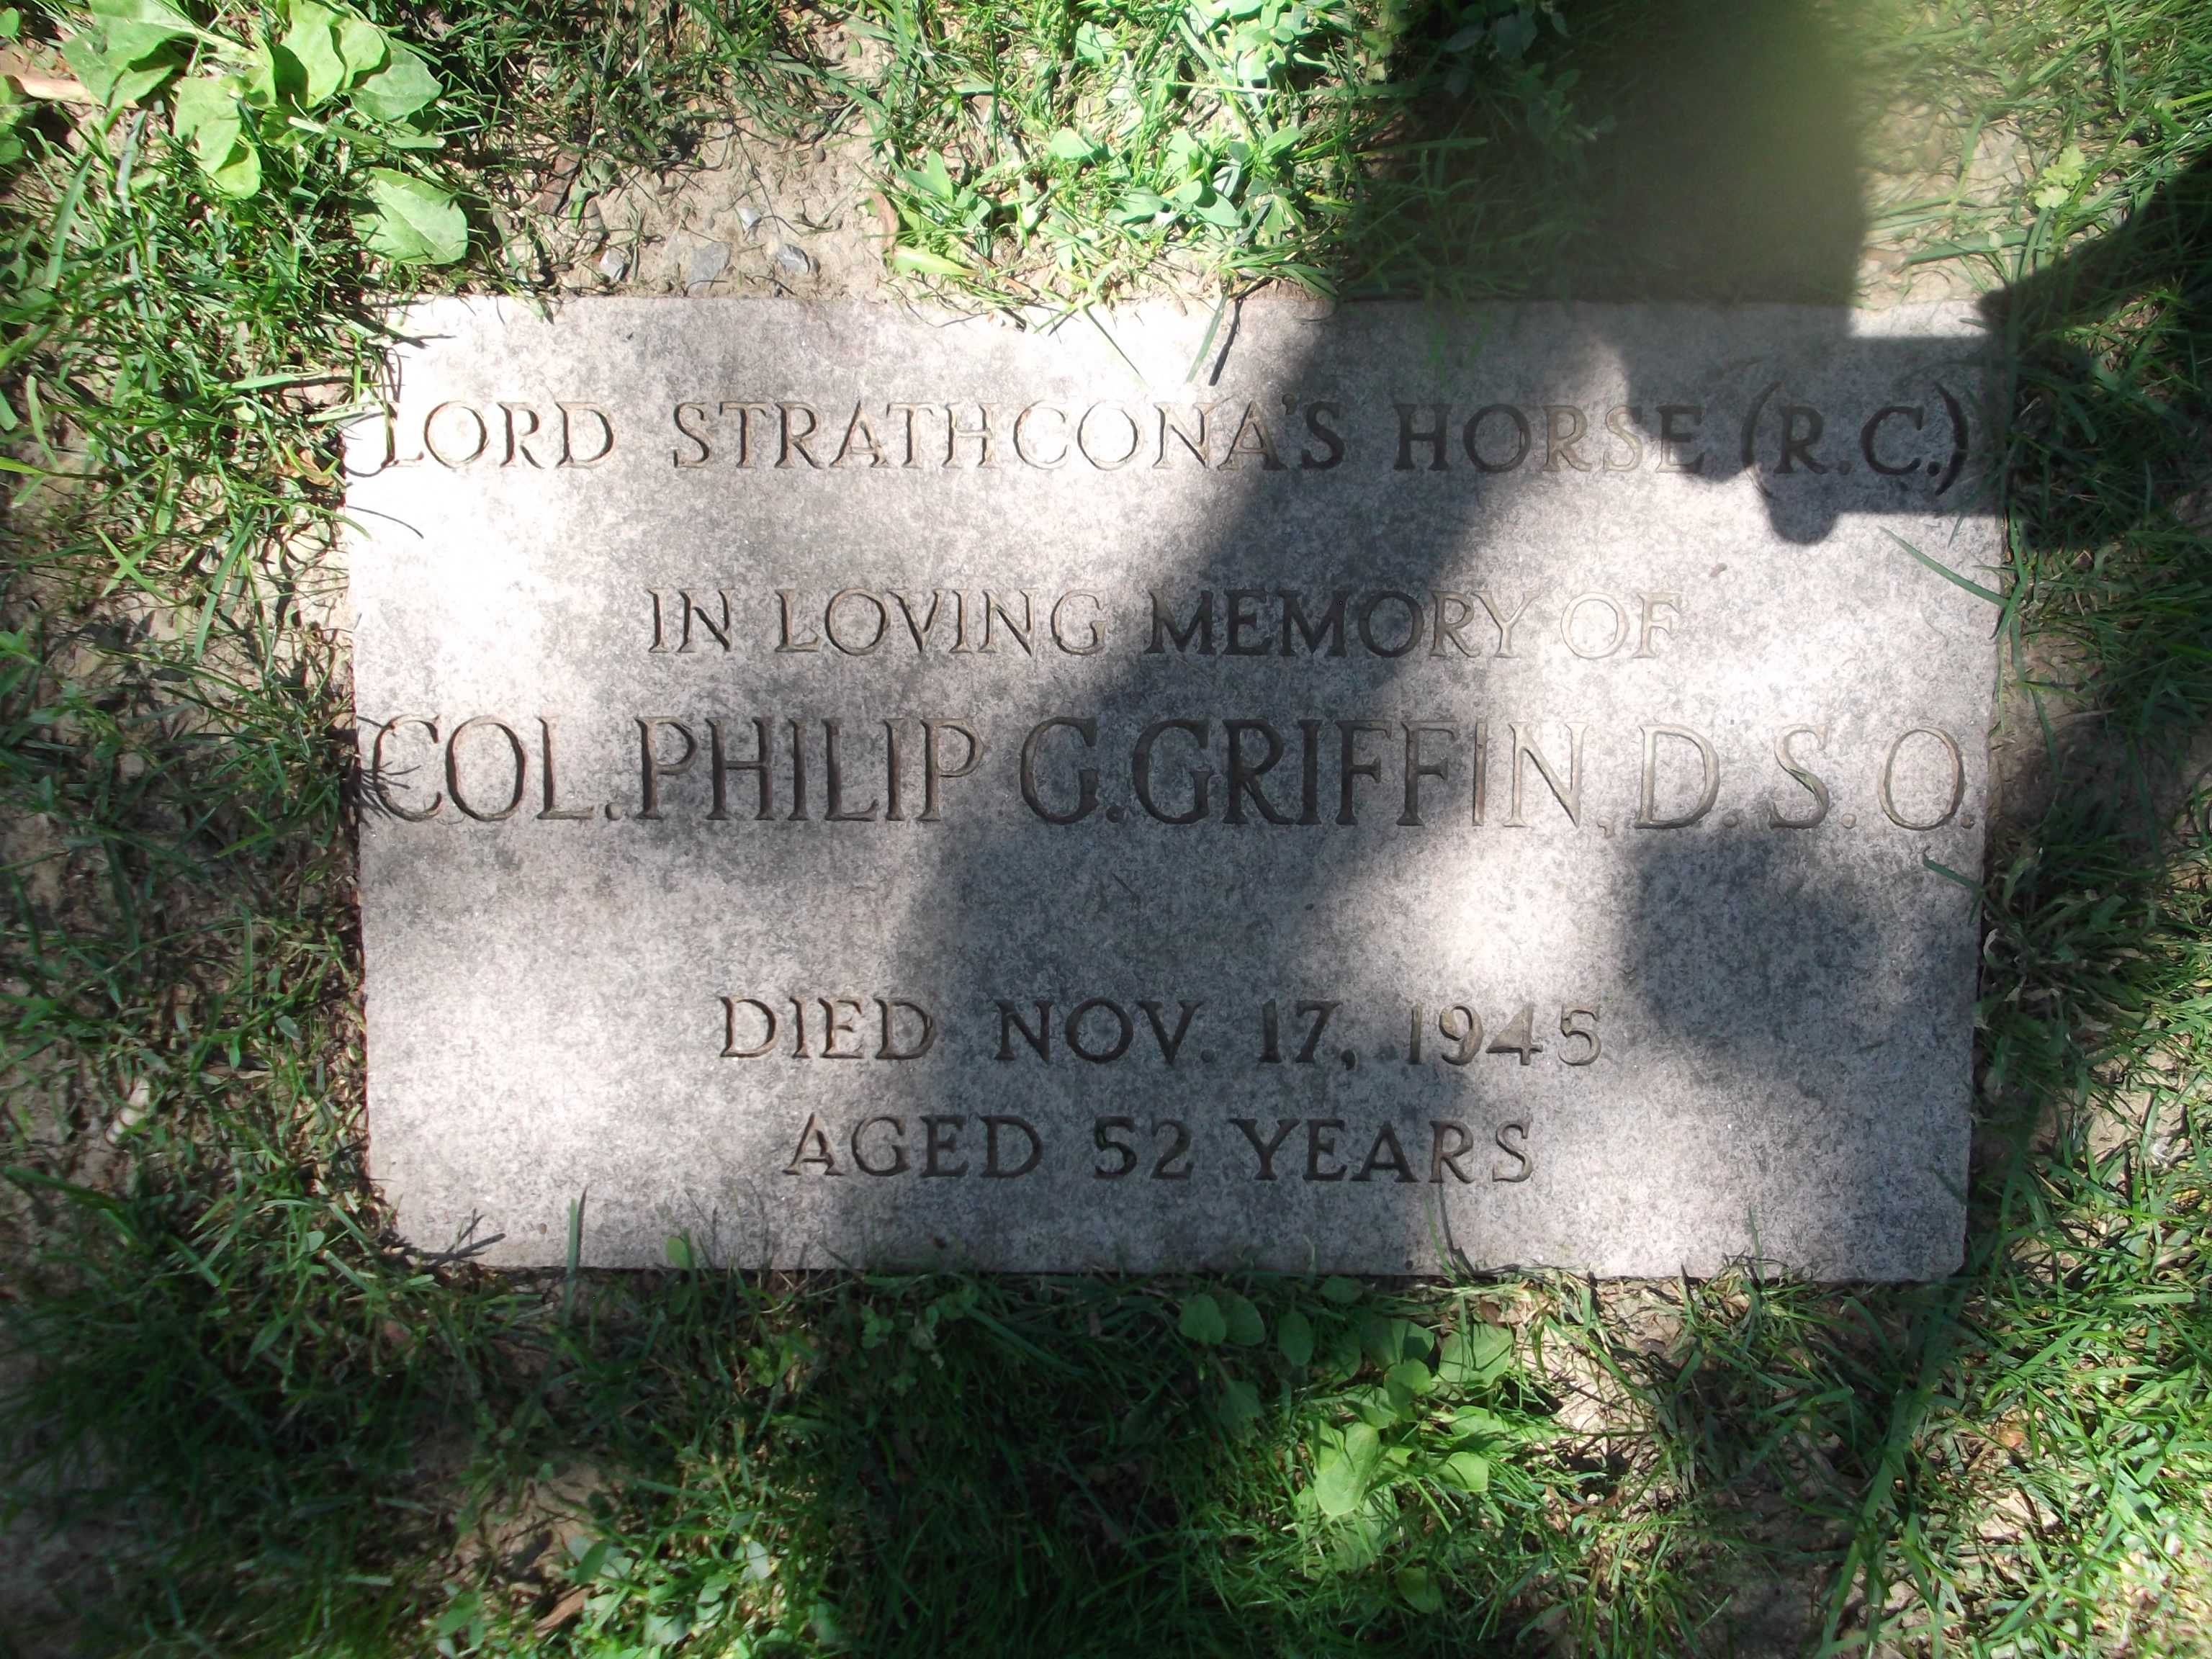 LORD STRATHCONA'S HORSE (R.C.)
IN LOVING MEMORY OF
COL. PHILIP G. GRIFFIN, D.S.O.
DIED NOV. 17, 1945
AGED 52 YEARS